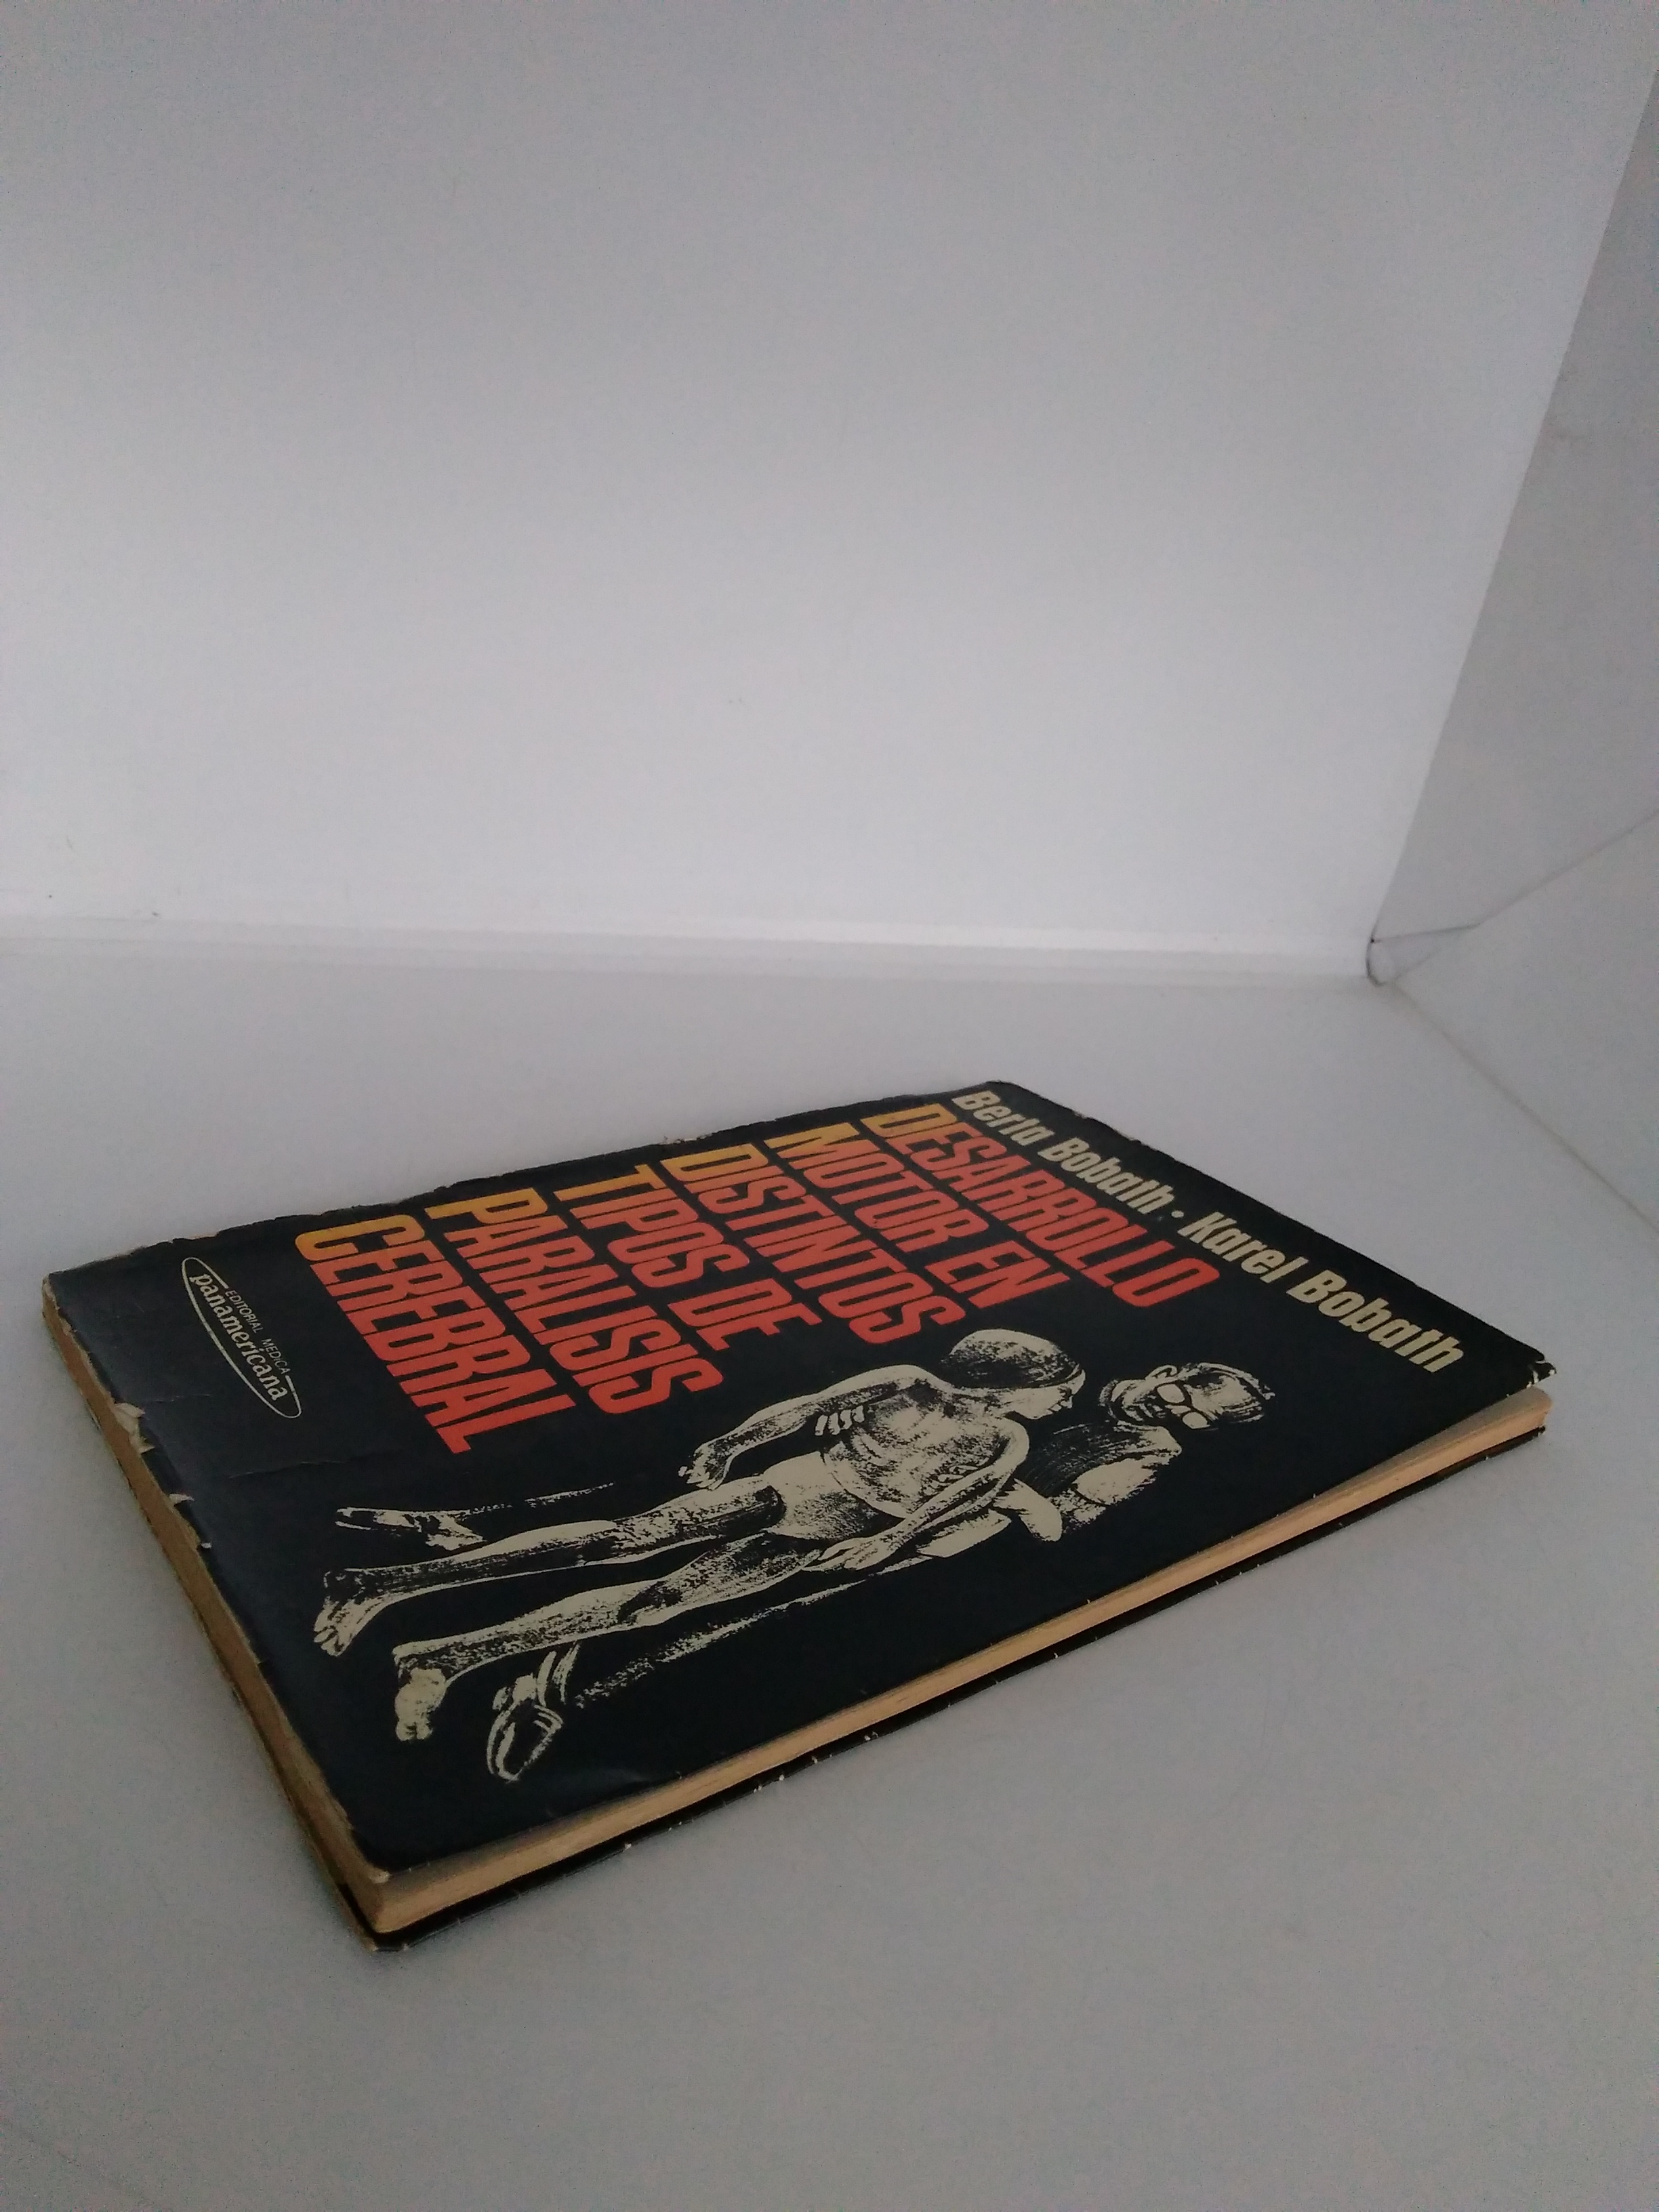 Berta Bobath · Karel Bobath
DESARROLLO
MOTOR EN
DISTINTOS
TIPOS DE
PARALISIS
CEREBRAL
EDITORIAL MEDICA
panamericana